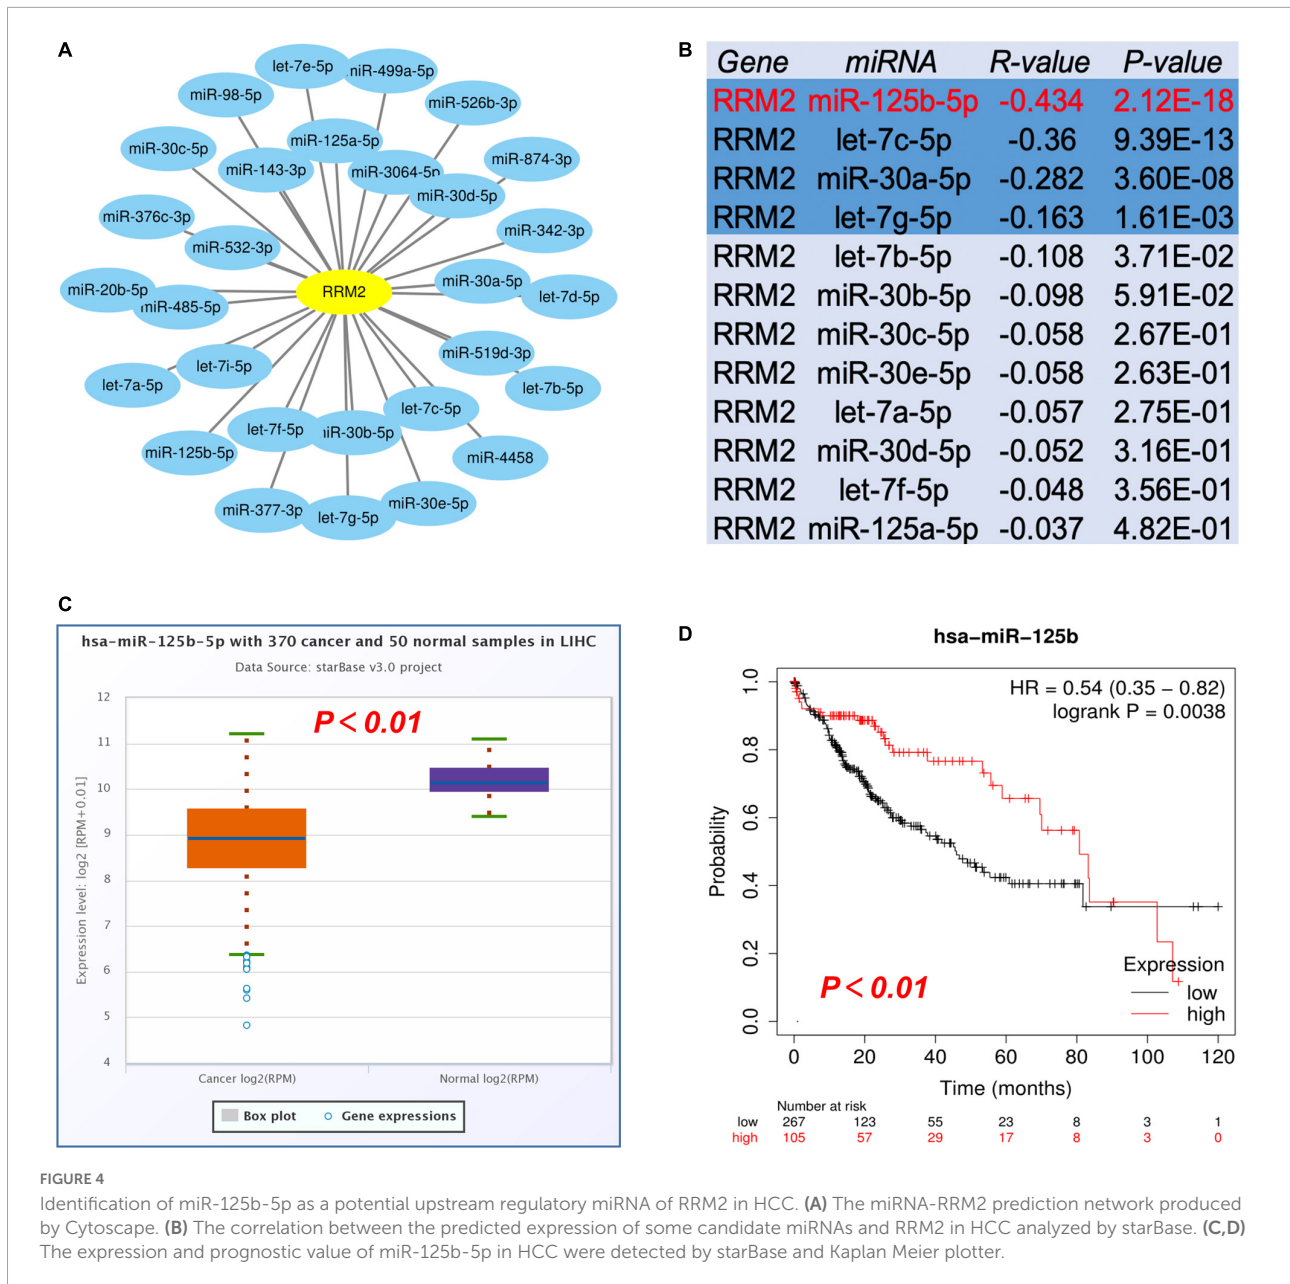 A
let-7e-5p
miR-499a-5p
miR-98-5p
miR-526b-3p
miR-125a-5p
miR-30c-5p
miR-143-3p
miR-3064-5p
miR-874-3p
miR-30d-5p
miR-376c-3p
miR-532-3p
miR-342-3p
miR-20b-5p
miR-485-5p
RRM2
miR-30a-5p
let-7d-5p
let-7i-5p
let-7a-5p
miR-519d-3p
let-7b-5p
let-7c-5p
let-7f-5p
miR-30b-5p
miR-125b-5p
miR-4458
miR-377-3p
let-7g-5p
miR-30e-5p
B
Gene miRNA R-value P-value
RRM2 miR-125b-5p -0.434 2.12E-18
RRM2 let-7c-5p -0.36 9.39E-13
RRM2 miR-30a-5p -0.282 3.60E-08
RRM2 let-7g-5p -0.163 1.61E-03
RRM2 let-7b-5p -0.108 3.71E-02
RRM2 miR-30b-5p -0.098 5.91E-02
RRM2 miR-30c-5p -0.058 2.67E-01
RRM2 miR-30e-5p -0.058 2.63E-01
RRM2 let-7a-5p -0.057 2.75E-01
RRM2 miR-30d-5p -0.052 3.16E-01
RRM2 let-7f-5p -0.048 3.56E-01
RRM2 miR-125a-5p -0.037 4.82E-01
C
hsa-miR-125b-5p with 370 cancer and 50 normal samples in LIHC
Data Source: starBase v3.0 project
P < 0.01
Expression level: log2 [RPM+0.01]
12
11
10
9
8
7
6
5
4
Cancer log2(RPM) Normal log2(RPM)
Box plot Gene expressions
D
hsa-miR-125b
HR = 0.54 (0.35 − 0.82)
logrank P = 0.0038
Probability
1.0
0.8
0.6
0.4
0.2
0.0
P < 0.01
Expression
low
high
0 20 40 60 80 100 120
Time (months)
Number at risk
low 267 123 55 23 8 3 1
high 105 57 29 17 8 3 0
FIGURE 4
Identification of miR-125b-5p as a potential upstream regulatory miRNA of RRM2 in HCC. (A) The miRNA-RRM2 prediction network produced
by Cytoscape. (B) The correlation between the predicted expression of some candidate miRNAs and RRM2 in HCC analyzed by starBase. (C,D)
The expression and prognostic value of miR-125b-5p in HCC were detected by starBase and Kaplan Meier plotter.